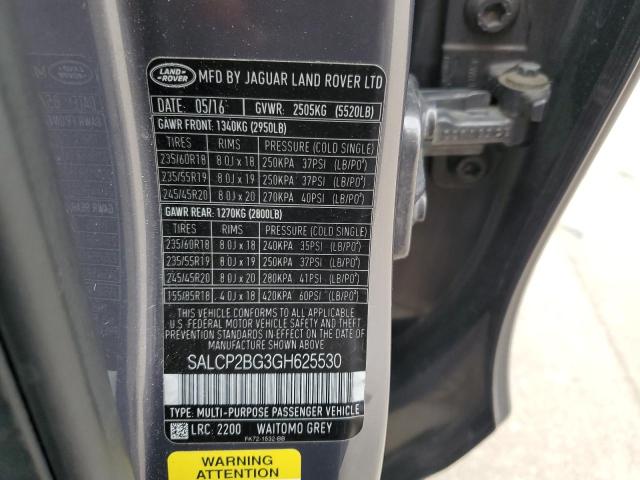 LAND-
ROVER
MFD BY JAGUAR LAND ROVER LTD
DATE: 05/16 GVWR: 2505KG (5520LB)
GAWR FRONT: 1340KG (2950LB)
TIRES RIMS PRESSURE (COLD SINGLE)
235/60R18 8.0J x 18 250KPA 37PSI (LB/PO²)
235/55R19 8.0J x 19 250KPA 37PSI (LB/PO²)
245/45R20 8.0J x 20 270KPA 40PSI (LB/PO²)
GAWR REAR: 1270KG (2800LB)
TIRES RIMS PRESSURE (COLD SINGLE)
235/60R18 8.0J x 18 240KPA 35PSI (LB/PO²)
235/55R19 8.0J x 19 250KPA 37PSI (LB/PO²)
245/45R20 8.0J x 20 280KPA 41PSI (LB/PO²)
155/85R18 4.0J x 18 420KPA 60PSI (LB/PO²)
THIS VEHICLE CONFORMS TO ALL APPLICABLE
U.S. FEDERAL MOTOR VEHICLE SAFETY AND THEFT
PREVENTION STANDARDS IN EFFECT ON THE DATE
OF MANUFACTURE SHOWN ABOVE.
SALCP2BG3GH625530
TYPE: MULTI-PURPOSE PASSENGER VEHICLE
LRC: 2200 WAITOMO GREY
FK72-1532-BB
WARNING
ATTENTION